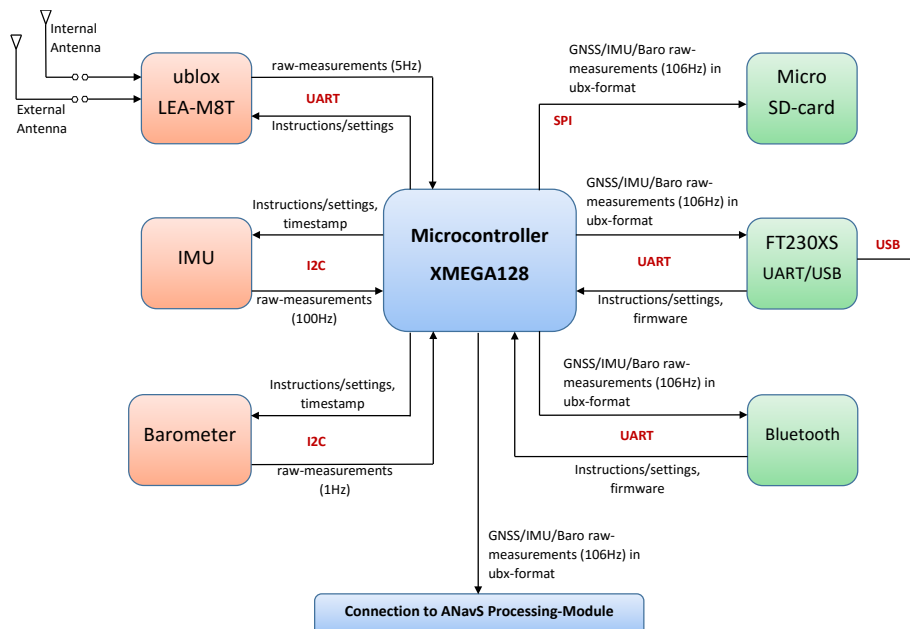 Internal
Antenna
External
Antenna
ublox
LEA-M8T
raw-measurements (5Hz)
UART
Instructions/settings
GNSS/IMU/Baro raw-
measurements (106Hz) in
ubx-format
SPI
Micro
SD-card
Instructions/settings,
timestamp
IMU
I2C
raw-measurements
(100Hz)
Microcontroller
XMEGA128
GNSS/IMU/Baro raw-
measurements (106Hz) in
ubx-format
UART
Instructions/settings,
firmware
FT230XS
UART/USB
USB
Instructions/settings,
timestamp
Barometer
I2C
raw-measurements
(1Hz)
GNSS/IMU/Baro raw-
measurements (106Hz) in
ubx-format
UART
Instructions/settings,
firmware
Bluetooth
GNSS/IMU/Baro raw-
measurements (106Hz) in
ubx-format
Connection to ANavS Processing-Module